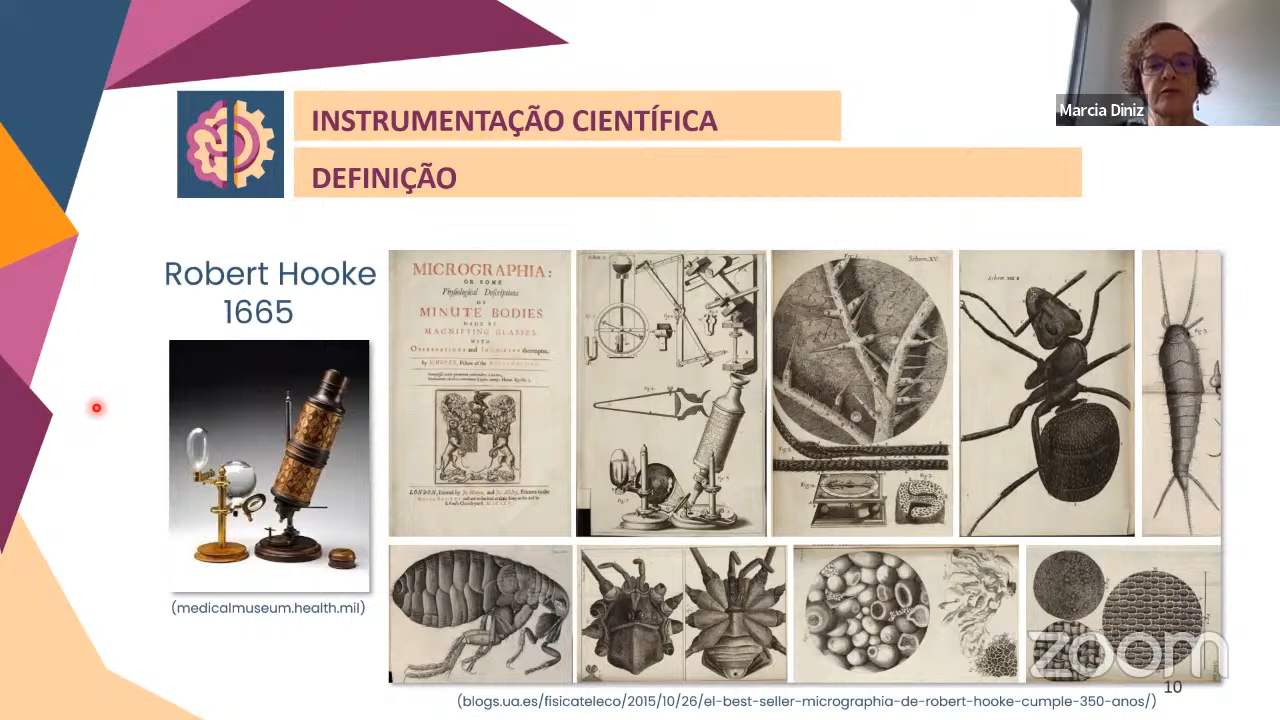 Marcia Diniz
INSTRUMENTAÇÃO CIENTÍFICA
DEFINIÇÃO
Robert Hooke
1665
MICROGRAPHIA:
OR SOME
Physiological Descriptions
OF
MINUTE BODIES
MADE BY
MAGNIFYING GLASSES
WITH
OBSERVATIONS and INQUIRIES thereupon.
Schem. XV.
(medicalmuseum.health.mil)
zoom
(blogs.ua.es/fisicateleco/2015/10/26/el-best-seller-micrographia-de-robert-hooke-cumple-350-anos/)
10